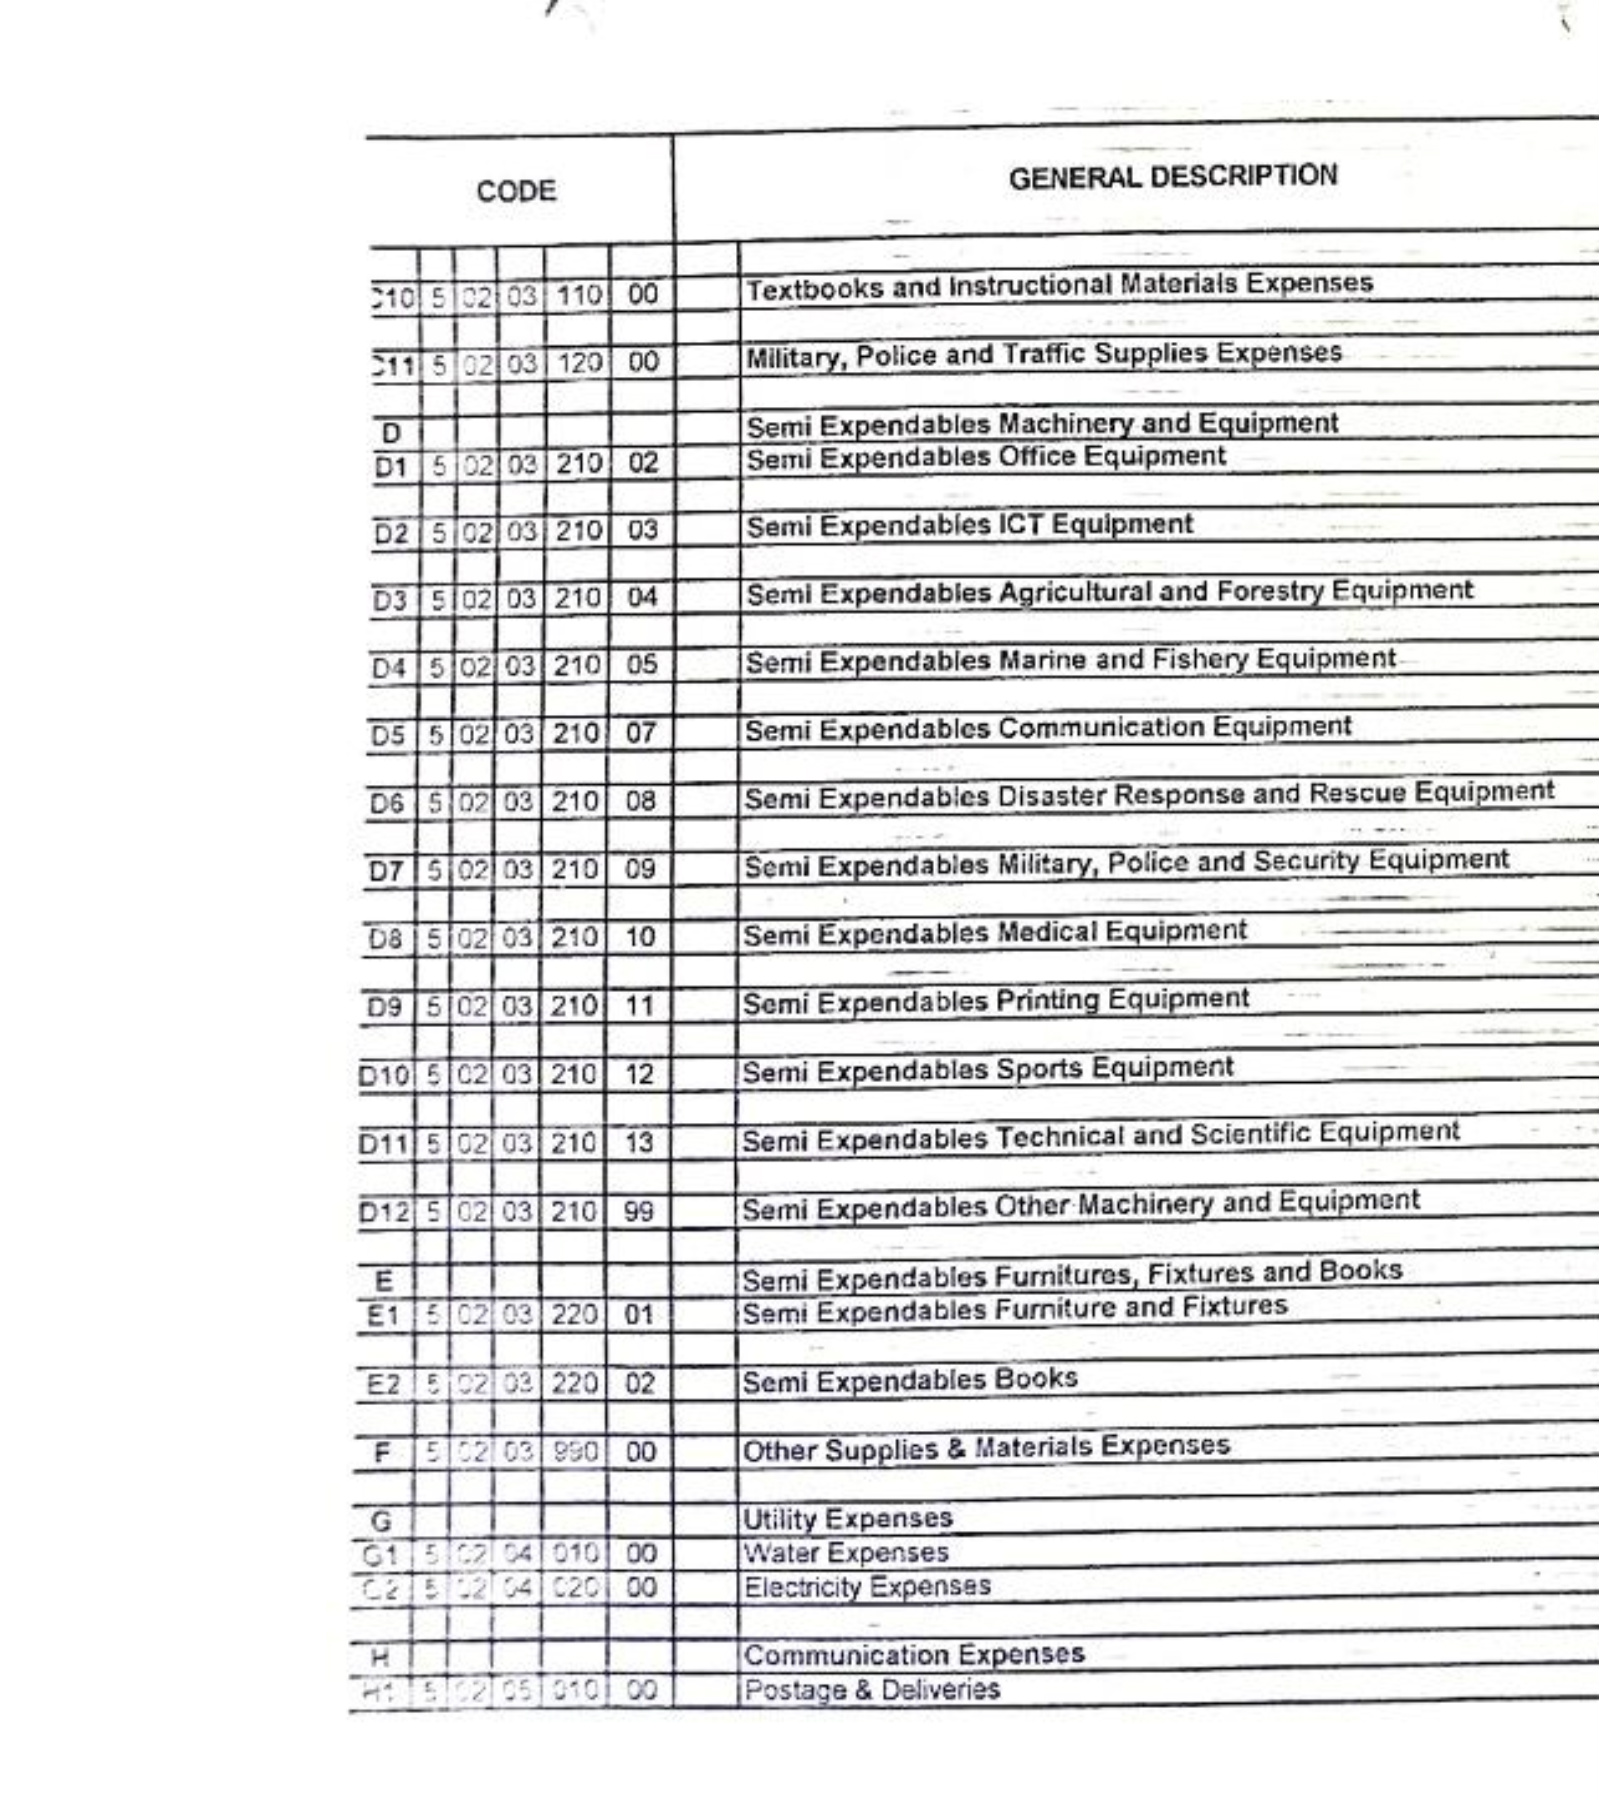 CODE GENERAL DESCRIPTION
C10 5 02 03 110 00 Textbooks and Instructional Materials Expenses
C11 5 02 03 120 00 Military, Police and Traffic Supplies Expenses
D Semi Expendables Machinery and Equipment
D1 5 02 03 210 02 Semi Expendables Office Equipment
D2 5 02 03 210 03 Semi Expendables ICT Equipment
D3 5 02 03 210 04 Semi Expendables Agricultural and Forestry Equipment
D4 5 02 03 210 05 Semi Expendables Marine and Fishery Equipment
D5 5 02 03 210 07 Semi Expendables Communication Equipment
D6 5 02 03 210 08 Semi Expendables Disaster Response and Rescue Equipment
D7 5 02 03 210 09 Semi Expendables Military, Police and Security Equipment
D8 5 02 03 210 10 Semi Expendables Medical Equipment
D9 5 02 03 210 11 Semi Expendables Printing Equipment
D10 5 02 03 210 12 Semi Expendables Sports Equipment
D11 5 02 03 210 13 Semi Expendables Technical and Scientific Equipment
D12 5 02 03 210 99 Semi Expendables Other Machinery and Equipment
E Semi Expendables Furnitures, Fixtures and Books
E1 5 02 03 220 01 Semi Expendables Furniture and Fixtures
E2 5 02 03 220 02 Semi Expendables Books
F 5 02 03 990 00 Other Supplies & Materials Expenses
G Utility Expenses
G1 5 02 04 010 00 Water Expenses
G2 5 02 04 020 00 Electricity Expenses
H Communication Expenses
H1 5 02 05 010 00 Postage & Deliveries